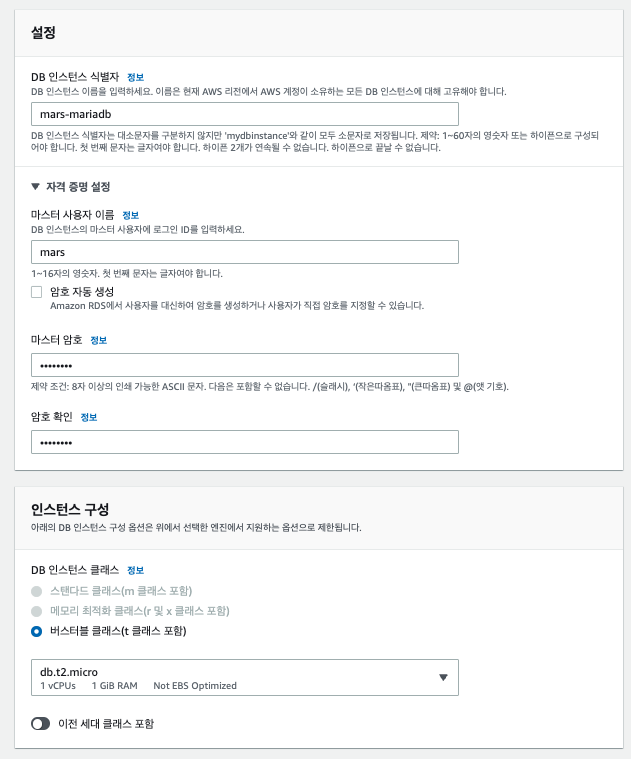 설정
DB 인스턴스 식별자 정보
DB 인스턴스 이름을 입력하세요. 이름은 현재 AWS 리전에서 AWS 계정이 소유하는 모든 DB 인스턴스에 대해 고유해야 합니다.
mars-mariadb
DB 인스턴스 식별자는 대소문자를 구분하지 않지만 'mydbinstance'와 같이 모두 소문자로 저장됩니다. 제약: 1~60자의 영숫자 또는 하이픈으로 구성되
어야 합니다. 첫 번째 문자는 글자여야 합니다. 하이픈 2개가 연속될 수 없습니다. 하이픈으로 끝날 수 없습니다.
▼ 자격 증명 설정
마스터 사용자 이름 정보
DB 인스턴스의 마스터 사용자에 로그인 ID를 입력하세요.
mars
1~16자의 영숫자. 첫 번째 문자는 글자여야 합니다.
암호 자동 생성
Amazon RDS에서 사용자를 대신하여 암호를 생성하거나 사용자가 직접 암호를 지정할 수 있습니다.
마스터 암호 정보
••••••••
제약 조건: 8자 이상의 인쇄 가능한 ASCII 문자. 다음은 포함할 수 없습니다. /(슬래시), '(작은따옴표), "(큰따옴표) 및 @(앳 기호).
암호 확인 정보
••••••••
인스턴스 구성
아래의 DB 인스턴스 구성 옵션은 위에서 선택한 엔진에서 지원하는 옵션으로 제한됩니다.
DB 인스턴스 클래스 정보
스탠다드 클래스(m 클래스 포함)
메모리 최적화 클래스(r 및 x 클래스 포함)
버스터블 클래스(t 클래스 포함)
db.t2.micro
1 vCPUs 1 GiB RAM Not EBS Optimized
이전 세대 클래스 포함